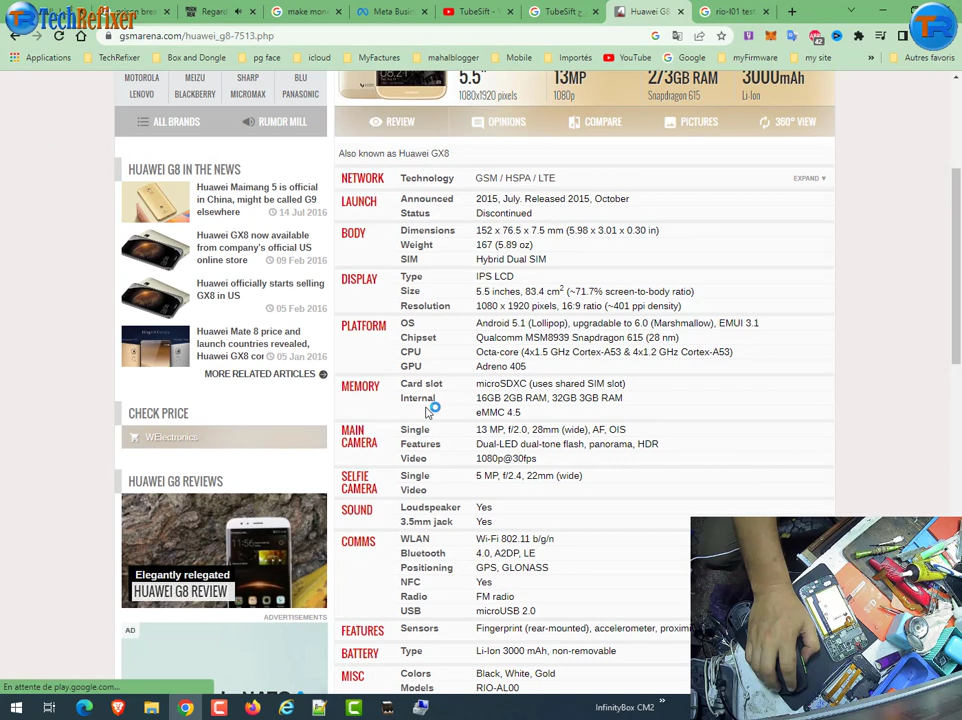 TechRefixer
prison bre
Regard
make mone
Meta Busin
TubeSift -
TubeSift
Huawei G8
rio-l01 test
gsmarena.com/huawei_g8-7513.php
Applications
TechRefixer
Box and Dongle
pg face
icloud
MyFactures
mahalblogger
Mobile
Importés
YouTube
Google
myFirmware
my site
»
Autres favoris
MOTOROLA MEIZU SHARP BLU
LENOVO BLACKBERRY MICROMAX PANASONIC
ALL BRANDS
RUMOR MILL
5.5"
1080x1920 pixels
13MP
1080p
2/3GB RAM
Snapdragon 615
3000mAh
Li-Ion
REVIEW
OPINIONS
COMPARE
PICTURES
360° VIEW
HUAWEI G8 IN THE NEWS
Huawei Maimang 5 is official
in China, might be called G9
elsewhere
14 Jul 2016
Huawei GX8 now available
from company's official US
online store
09 Feb 2016
Huawei officially starts selling
GX8 in US
05 Feb 2016
Huawei Mate 8 price and
launch countries revealed,
Huawei GX8 cor
05 Jan 2016
MORE RELATED ARTICLES
CHECK PRICE
WElectronics
HUAWEI G8 REVIEWS
Elegantly relegated
HUAWEI G8 REVIEW
ADVERTISEMENTS
AD
Also known as Huawei GX8
NETWORK Technology GSM / HSPA / LTE EXPAND ▼
LAUNCH Announced 2015, July. Released 2015, October
Status Discontinued
BODY Dimensions 152 x 76.5 x 7.5 mm (5.98 x 3.01 x 0.30 in)
Weight 167 (5.89 oz)
SIM Hybrid Dual SIM
DISPLAY Type IPS LCD
Size 5.5 inches, 83.4 cm2 (~71.7% screen-to-body ratio)
Resolution 1080 x 1920 pixels, 16:9 ratio (~401 ppi density)
PLATFORM OS Android 5.1 (Lollipop), upgradable to 6.0 (Marshmallow), EMUI 3.1
Chipset Qualcomm MSM8939 Snapdragon 615 (28 nm)
CPU Octa-core (4x1.5 GHz Cortex-A53 & 4x1.2 GHz Cortex-A53)
GPU Adreno 405
MEMORY Card slot microSDXC (uses shared SIM slot)
Internal 16GB 2GB RAM, 32GB 3GB RAM
eMMC 4.5
MAIN CAMERA Single 13 MP, f/2.0, 28mm (wide), AF, OIS
Features Dual-LED dual-tone flash, panorama, HDR
Video 1080p@30fps
SELFIE CAMERA Single 5 MP, f/2.4, 22mm (wide)
Video
SOUND Loudspeaker Yes
3.5mm jack Yes
COMMS WLAN Wi-Fi 802.11 b/g/n
Bluetooth 4.0, A2DP, LE
Positioning GPS, GLONASS
NFC Yes
Radio FM radio
USB microUSB 2.0
FEATURES Sensors Fingerprint (rear-mounted), accelerometer, proximi
BATTERY Type Li-Ion 3000 mAh, non-removable
MISC Colors Black, White, Gold
Models RIO-AL00
En attente de play.google.com...
InfinityBox CM2
»